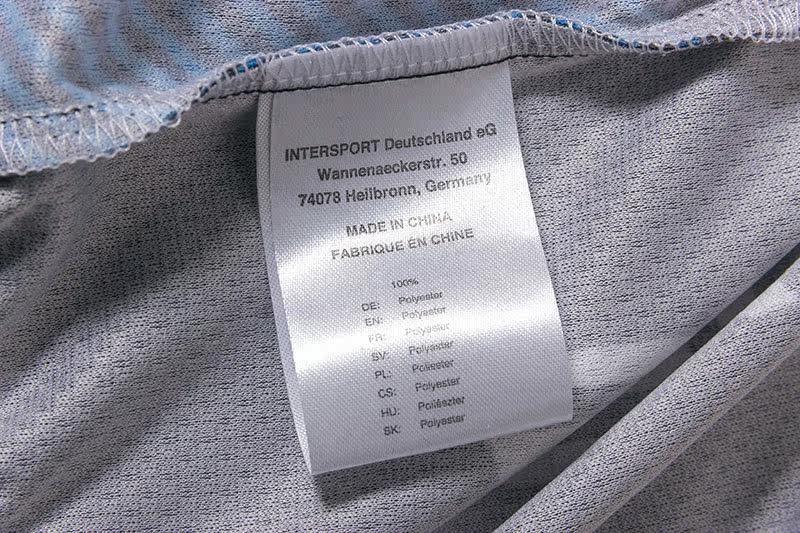 INTERSPORT Deutschland eG
Wannenaeckerstr. 50
74078 Heilbronn, Germany
MADE IN CHINA
FABRIQUE EN CHINE
100%
DE: Polyester
EN: Polyester
FR: Polyester
SV: Polyester
PL: Poliester
CS: Polyester
HU: Poliészter
SK: Polyester